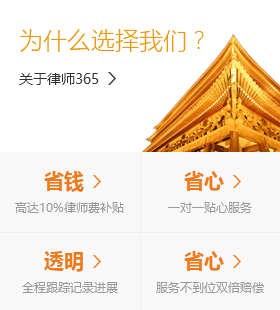 为什么选择我们？
关于律师365
省钱
省心
高达10%律师费补贴
一对一贴心服务
透明
省心
全程跟踪记录进展
服务不到位双倍赔偿